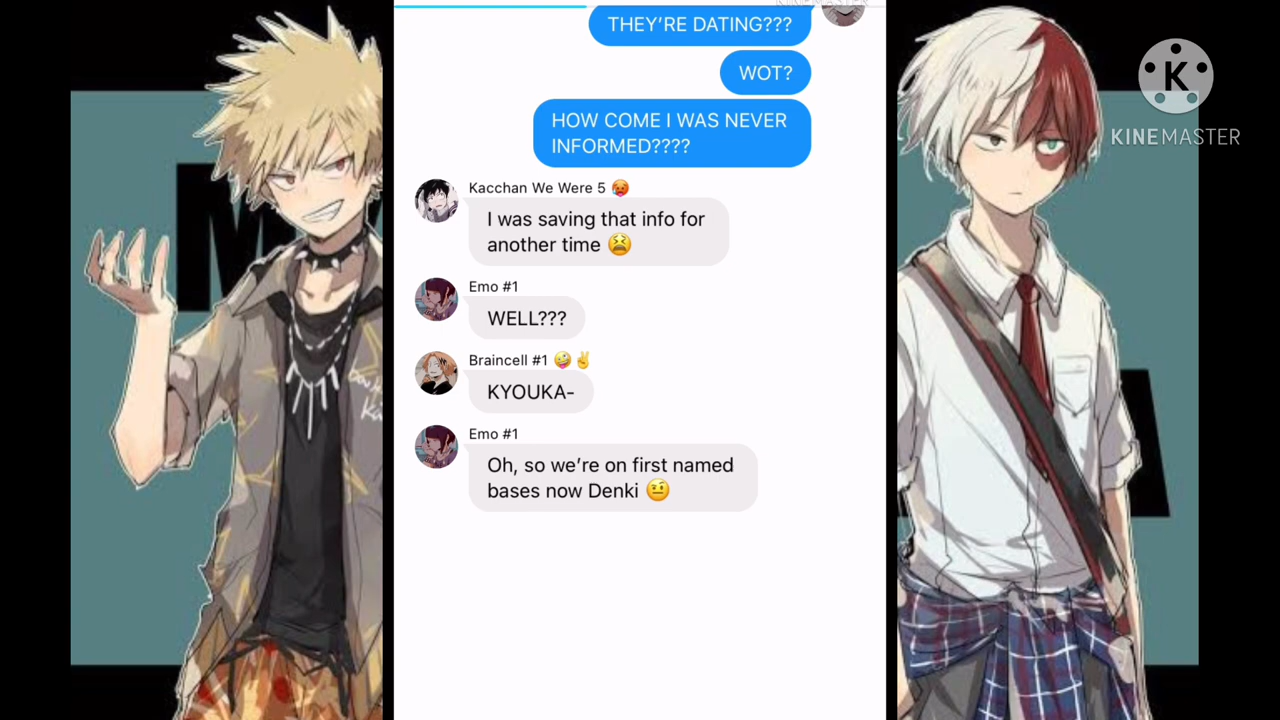 KINEMASTER
THEY'RE DATING???
WOT?
HOW COME I WAS NEVER
INFORMED????
Kacchan We Were 5 🥵
I was saving that info for
another time 😫
Emo #1
WELL???
Braincell #1 🤪✌️
KYOUKA-
Emo #1
Oh, so we're on first named
bases now Denki 🤨
K
KINEMASTER